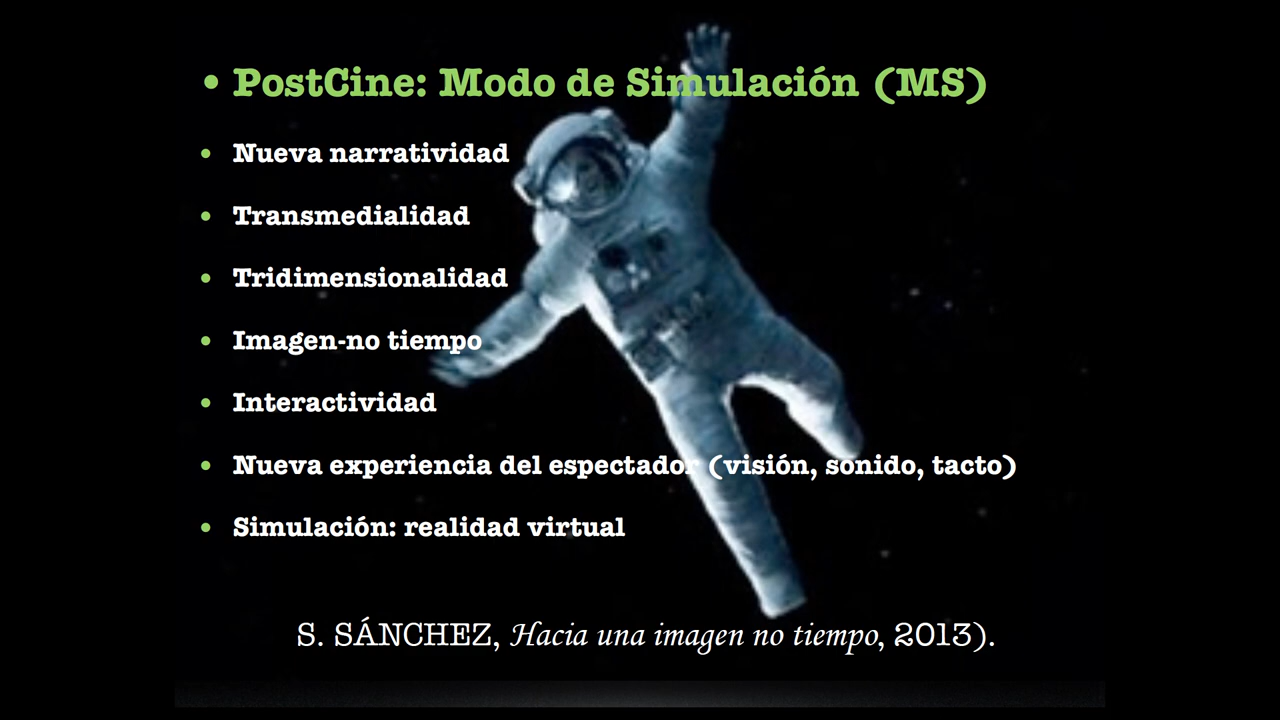 • PostCine: Modo de Simulación (MS)
• Nueva narratividad
• Transmedialidad
• Tridimensionalidad
• Imagen-no tiempo
• Interactividad
• Nueva experiencia del espectador (visión, sonido, tacto)
• Simulación: realidad virtual
S. SÁNCHEZ, Hacia una imagen no tiempo, 2013).